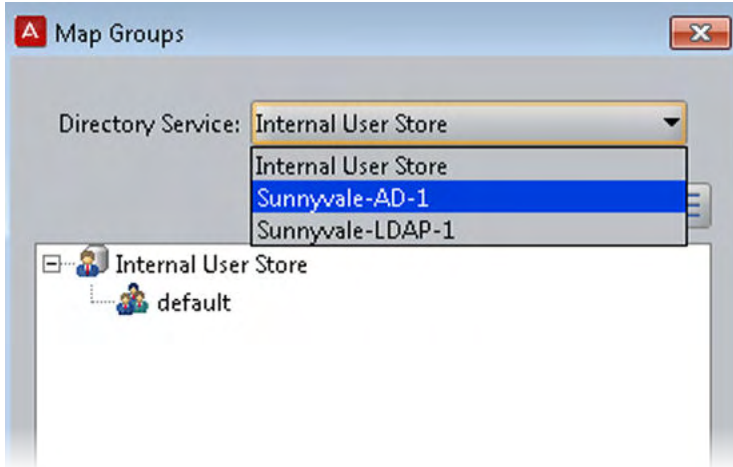 Map Groups
Directory Service: Internal User Store
Internal User Store
Sunnyvale-AD-1
Sunnyvale-LDAP-1
Internal User Store
default